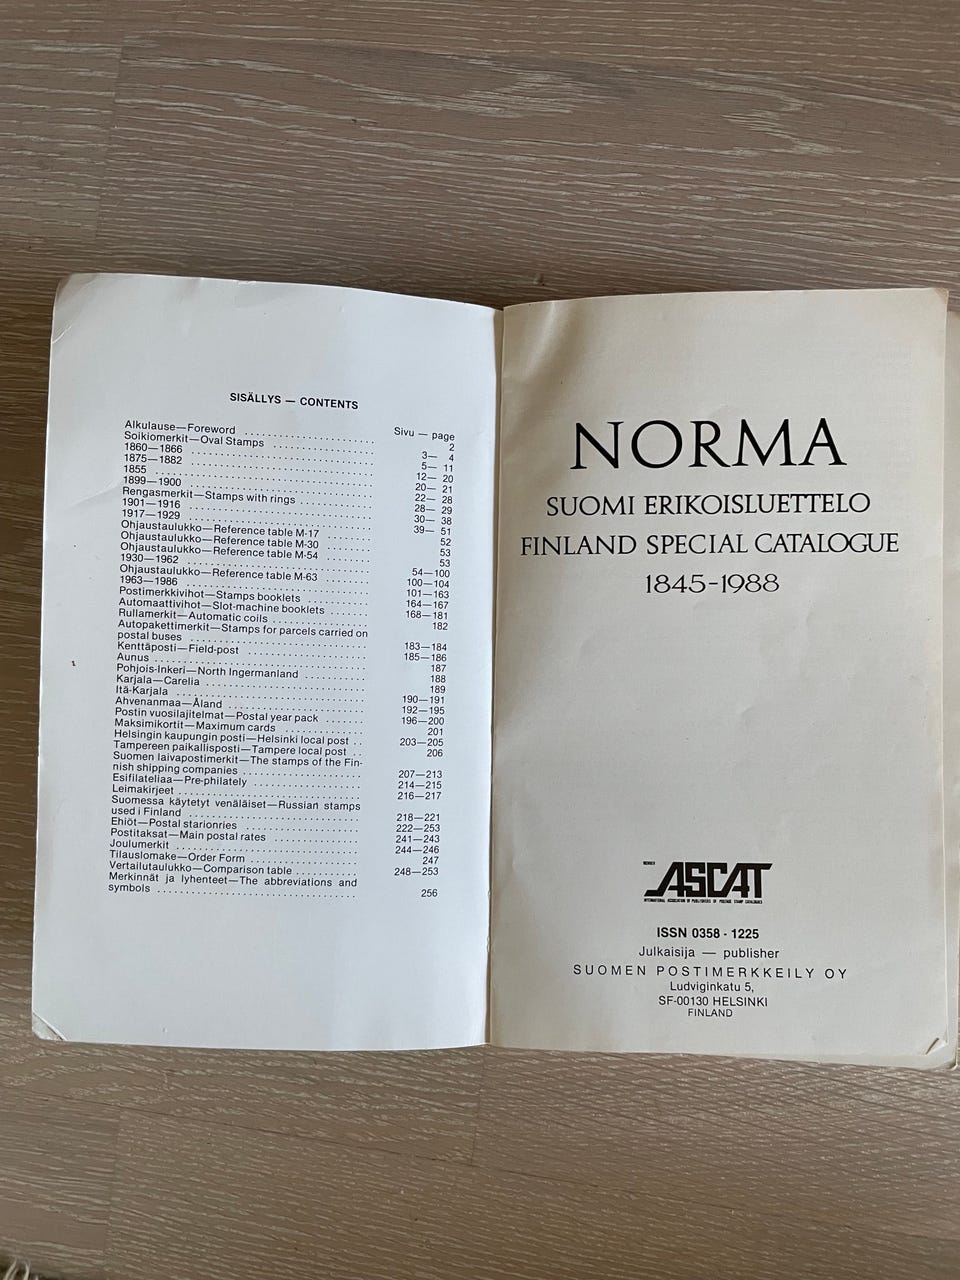 SISÄLLYS — CONTENTS
Sivu — page
Alkulause—Foreword 2
Soikiomerkit—Oval Stamps 3— 4
1860—1866 5— 11
1875—1882 12— 20
1855 20— 21
1899—1900 22— 28
Rengasmerkit—Stamps with rings 28— 29
1901—1916 30— 38
1917—1929 39— 51
Ohjaustaulukko—Reference table M-17 52
Ohjaustaulukko—Reference table M-30 53
Ohjaustaulukko—Reference table M-54 53
1930—1962 54—100
Ohjaustaulukko—Reference table M-63 100—104
1963—1986 101—163
Postimerkkivihot—Stamps booklets 164—167
Automaattivihot—Slot-machine booklets 168—181
Rullamerkit—Automatic coils 182
Autopakettimerkit—Stamps for parcels carried on
postal buses 183—184
Kenttäposti—Field-post 185—186
Aunus 187
Pohjois-Inkeri—North Ingermanland 188
Karjala—Carelia 189
Itä-Karjala 190—191
Ahvenanmaa—Åland 192—195
Postin vuosilajitelmat—Postal year pack 196—200
Maksimikortit—Maximum cards 201
Helsingin kaupungin posti—Helsinki local post 203—205
Tampereen paikallisposti—Tampere local post 206
Suomen laivapostimerkit—The stamps of the Fin-
nish shipping companies 207—213
Esifilateliaa—Pre-philately 214—215
Leimakirjeet 216—217
Suomessa käytetyt venäläiset—Russian stamps
used i Finland 218—221
Ehiöt—Postal starionries 222—253
Postitaksat—Main postal rates 241—243
Joulumerkit 244—246
Tilauslomake—Order Form 247
Vertailutaulukko—Comparison table 248—253
Merkinnät ja lyhenteet—The abbreviations and
symbols 256
NORMA
SUOMI ERIKOISLUETTELO
FINLAND SPECIAL CATALOGUE
1845-1988
MEMBER
ASCAT
INTERNATIONAL ASSOCIATION OF PUBLISHERS OF POSTAGE STAMP CATALOGUES
ISSN 0358 - 1225
Julkaisija — publisher
SUOMEN POSTIMERKKEILY OY
Ludviginkatu 5,
SF-00130 HELSINKI
FINLAND